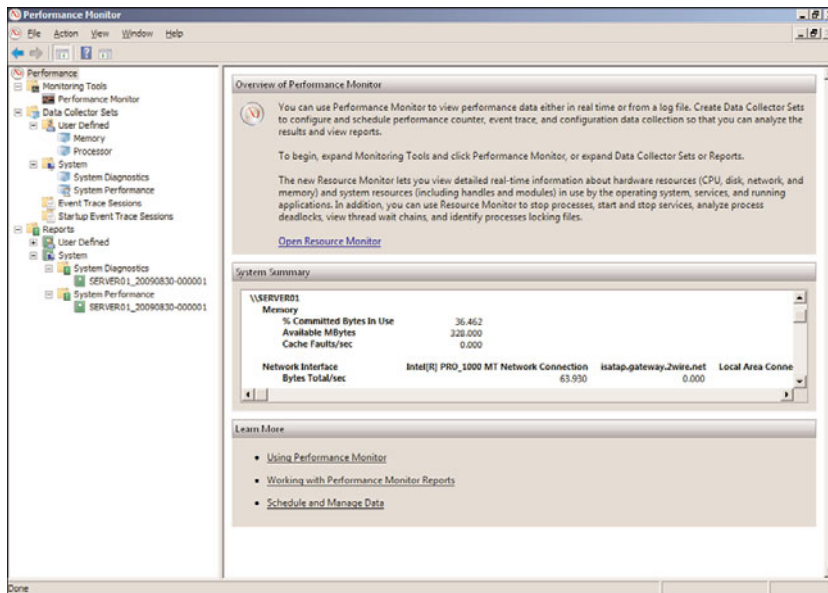 Performance Monitor
File Action View Window Help
Performance
Monitoring Tools
Performance Monitor
Data Collector Sets
User Defined
Memory
Processor
System
System Diagnostics
System Performance
Event Trace Sessions
Startup Event Trace Sessions
Reports
User Defined
System
System Diagnostics
SERVER01_20090830-000001
System Performance
SERVER01_20090830-000001
Overview of Performance Monitor
You can use Performance Monitor to view performance data either in real time or from a log file. Create Data Collector Sets
to configure and schedule performance counter, event trace, and configuration data collection so that you can analyze the
results and view reports.
To begin, expand Monitoring Tools and click Performance Monitor, or expand Data Collector Sets or Reports.
The new Resource Monitor lets you view detailed real-time information about hardware resources (CPU, disk, network, and
memory) and system resources (including handles and modules) in use by the operating system, services, and running
applications. In addition, you can use Resource Monitor to stop processes, start and stop services, analyze process
deadlocks, view thread wait chains, and identify processes locking files.
Open Resource Monitor
System Summary
\\SERVER01
Memory
% Committed Bytes In Use 36.462
Available MBytes 328.000
Cache Faults/sec 0.000
Network Interface Intel[R] PRO_1000 MT Network Connection isatap.gateway.2wire.net Local Area Conne
Bytes Total/sec 63.930 0.000
Learn More
Using Performance Monitor
Working with Performance Monitor Reports
Schedule and Manage Data
Done